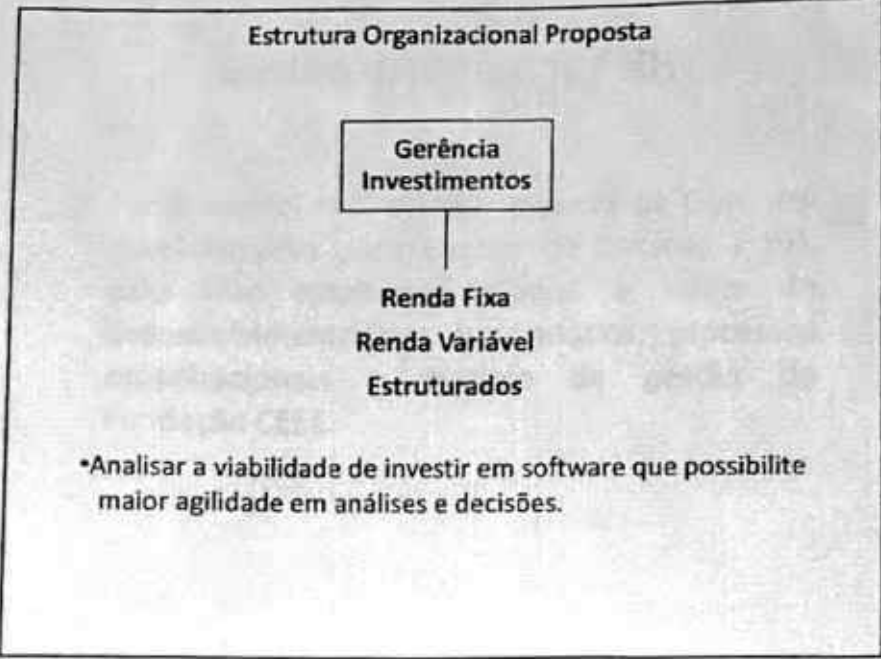 Estrutura Organizacional Proposta
Gerência
Investimentos
Renda Fixa
Renda Variável
Estruturados
•Analisar a viabilidade de investir em software que possibilite
maior agilidade em análises e decisões.